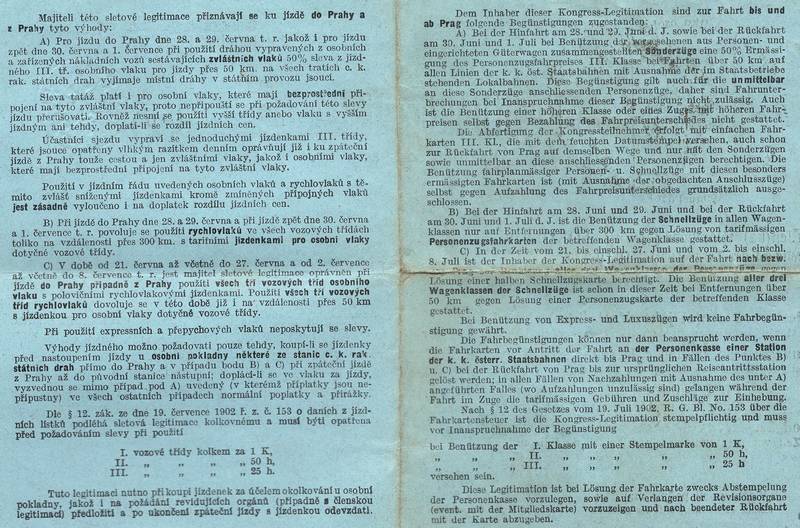 Majiteli této sletové legitimace přiznávají se ku jízdě do Prahy a
z Prahy tyto výhody:
A) Pro jízdu do Prahy dne 28. a 29. června t. r. jakož i pro jízdu
zpět dne 30. června a 1. července při použití dráhou vypravených z osobních
a zařízených nákladních vozů sestávajících zvláštních vlaků 50% sleva z jízd-
ného III. tř. osobního vlaku pro jízdy přes 50 km na všech tratích c. k.
rak. státních drah vyjímaje místní dráhy v státním provozu jsoucí.
Sleva tatáž platí i pro osobní vlaky, které mají bezprostřední při-
pojení na tyto zvláštní vlaky, proto nepřipouští se při požadování této slevy
jízdu přerušovati. Rovněž nesmí se použíti vyšší třídy anebo vlaku s vyšším
jízdným ani tehdy, doplatí-li se rozdíl jízdních cen.
Účastníci sjezdu vypraví se jednoduchými jízdenkami III. třídy,
které jsouce opatřeny vlhkým razítkem denním opravňují již i ku zpáteční
jízdě z Prahy touže cestou a jen zvláštními vlaky, jakož i osobními vlaky,
které mají bezprostřední připojení na tyto zvláštní vlaky.
Použití v jízdním řádu uvedených osobních vlaků a rychlovlaků s tě-
mito zvlášť sníženými jízdenkami kromě zmíněných přípojných vlaků
jest zásadně vyloučeno i na doplatek rozdílu jízdních cen.
B) Při jízdě do Prahy dne 28. a 29. června a při jízdě zpět dne 30. června
a 1. července t. r. povoluje se použití rychlovlaků ve všech vozových třídách
toliko na vzdálenosti přes 300 km. s tarifními jízdenkami pro osobní vlaky
dotyčné vozové třídy.
C) V době od 21. června až včetně do 27. června a od 2. července
až včetně do 8. července t. r. jest majitel sletové legitimace oprávněn při
jízdě do Prahy případně z Prahy použíti všech tří vozových tříd osobního
vlaku s polovičními rychlovlakovými jízdenkami. Použití všech tří vozových
tříd rychlovlaků dovoluje se v této době již i na vzdálenosti přes 50 km
s jízdenkou pro osobní vlaky dotyčné vozové třídy.
Při použití expressních a přepychových vlaků neposkytují se slevy.
Výhody jízdného možno požadovati pouze tehdy, koupí-li se jízdenky
před nastoupením jízdy u osobní pokladny některé ze stanic c. k. rak.
státních drah přímo do Prahy a v případu bodu B) a C) při zpáteční jízdě
z Prahy až do původní stanice nástupní; doplácí-li se ve vlaku za jízdy,
vyzvednou se mimo případ pod A) uvedený (v kterémž příplatky jsou ne-
přípustny) ve všech ostatních případech normální poplatky a přirážky.
Dle § 12. zák. ze dne 19. července 1902 ř. z. č. 153 o daních z jízd-
ních lístků podléhá sletová legitimace kolkovnému a musí býti opatřena
před požadováním slevy při použití
I. vozové třídy kolkem za 1 K,
II. „ „ „ „ 50 h,
III. „ „ „ „ 25 h.
Tuto legitimaci nutno při koupi jízdenek za účelem okolkování u osobní
pokladny, jakož i na požádání revidujících orgánů (případně s členskou
legitimací) předložiti a po ukončení zpáteční jízdy s jízdenkou odevzdati.
Dem Inhaber dieser Kongress-Legitimation sind zur Fahrt bis und
ab Prag folgende Begünstigungen zugestanden:
A) Bei der Hinfahrt am 28. und 29. Juni d. J. sowie bei der Rückfahrt
am 30. Juni und 1. Juli bei Benützung der vorgesehenen aus Personen- und
eingerichteten Güterwagen zusammengesetzten Sonderzüge eine 50% Ermässi-
gung des Personenzugsfahrpreises III. Klasse bei Fahrten über 50 km auf
allen Linien der k. k. öst. Staatsbahnen mit Ausnahme der im Staatsbetriebe
stehenden Lokalbahnen. Diese Begünstigung gilt auch für die unmittelbar
an diese Sonderzüge anschliessenden Personenzüge, daher sind Fahrunter-
brechungen bei Inanspruchnahme dieser Begünstigung nicht zulässig. Auch
ist die Benützung einer höheren Klasse oder eines Zuges mit höheren Fahr-
preisen selbst gegen Bezahlung des Fahrpreisunterschiedes nicht gestattet.
Die Abfertigung der Kongressteilnehmer erfolgt mit einfachen Fahr-
karten III. Kl., die mit dem feuchten Datumstempel versehen, auch schon
zur Rückfahrt von Prag auf demselben Wege und nur mit den Sonderzügen
sowie unmittelbar an diese anschliessenden Personenzügen berechtigen. Die
Benützung fahrplanmässiger Personen- u. Schnellzüge mit diesen besonders
ermässigten Fahrkarten ist (mit Ausnahme der obgedachten Anschlusszüge)
selbst gegen Aufzahlung des Fahrpreisunterschiedes grundsätzlich ausge-
schlossen.
B) Bei der Hinfahrt am 28. Juni und 29. Juni und bei der Rückfahrt
am 30. Juni und 1. Juli d. J. ist die Benützung der Schnellzüge in allen Wagen-
klassen nur auf Entfernungen über 300 km gegen Lösung von tarifmässigen
Personenzugsfahrkarten der betreffenden Wagenklasse gestattet.
C) In der Zeit vom 21. bis einschl. 27. Juni und vom 2. bis einschl.
8. Juli ist der Inhaber der Kongress-Legitimation auf der Fahrt nach bezw.
Lösung einer halben Schnellzugskarte berechtigt. Die Benützung aller drei
Wagenklassen der Schnellzüge ist schon in dieser Zeit bei Entfernungen über
50 km gegen Lösung einer Personenzugskarte der betreffenden Klasse
gestattet.
Bei Benützung von Express- und Luxuszügen wird keine Fahrbegün-
stigung gewährt.
Die Fahrbegünstigungen können nur dann beansprucht werden, wenn
die Fahrkarten vor Antritt der Fahrt an der Personenkasse einer Station
der k. k. österr. Staatsbahnen direkt bis Prag und in Fällen des Punktes B)
u. C) bei der Rückfahrt von Prag bis zur ursprünglichen Reiseantrittsstation
gelöst werden; in allen Fällen von Nachzahlungen mit Ausnahme des unter A)
angeführten Falles (wo Aufzahlungen unzulässig sind) gelangen während der
Fahrt im Zuge die tarifmässigen Gebühren und Zuschläge zur Einhebung.
Nach § 12 des Gesetzes vom 19. Juli 1902, R. G. Bl. No. 153 über die
Fahrkartensteuer ist die Kongress-Legitimation stempelpflichtig und muss
vor Inanspruchnahme der Begünstigung
bei Benützung der I. Klasse mit einer Stempelmarke von 1 K,
„ „ „ II. „ „ „ „ „ 50 h,
„ „ „ III. „ „ „ „ „ 25 h
versehen sein.
Diese Legitimation ist bei Lösung der Fahrkarte zwecks Abstempelung
der Personenkasse vorzulegen, sowie auf Verlangen der Revisionsorgane
(event. mit der Mitgliedskarte) vorzuzeigen und nach beendeter Rückfahrt
mit der Karte abzugeben.